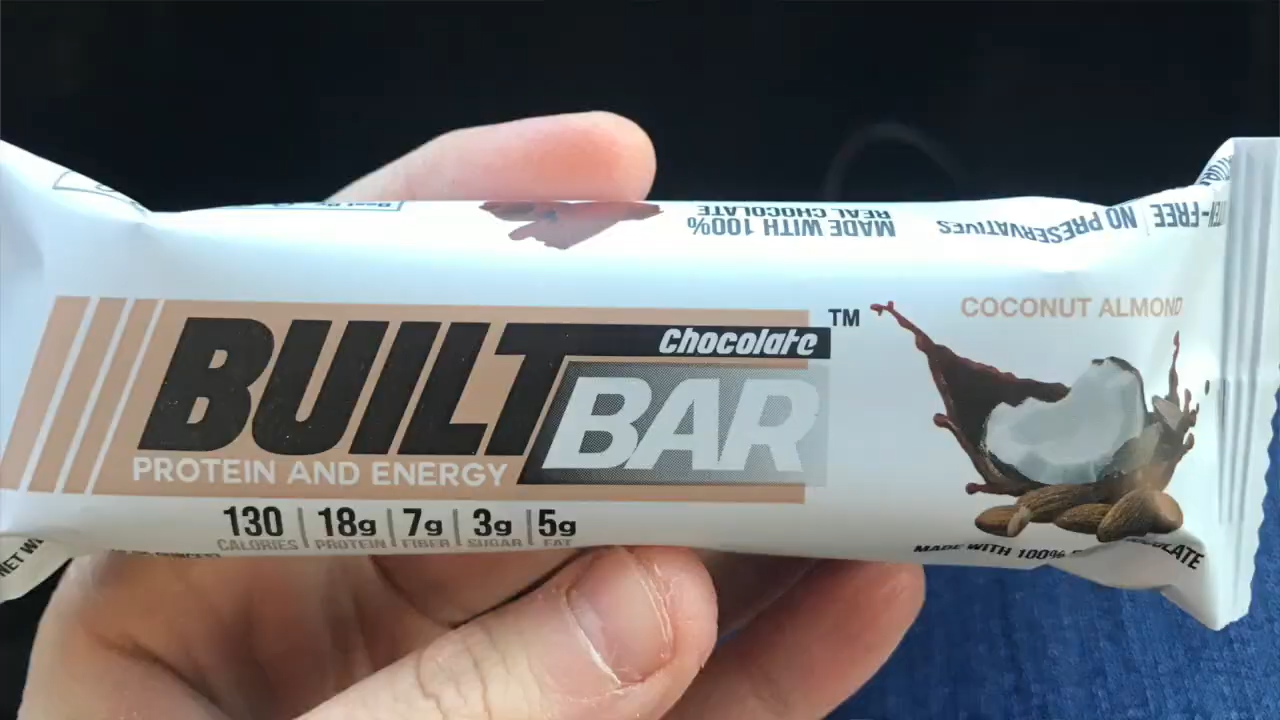 MADE WITH 100%
REAL CHOCOLATE
NO PRESERVATIVES
-FREE
BUILT
Chocolate
BAR
TM
PROTEIN AND ENERGY
COCONUT ALMOND
130 | 18g | 7g | 3g | 5g
CALORIES PROTEIN FIBER SUGAR FAT
NET
MADE WITH 100%